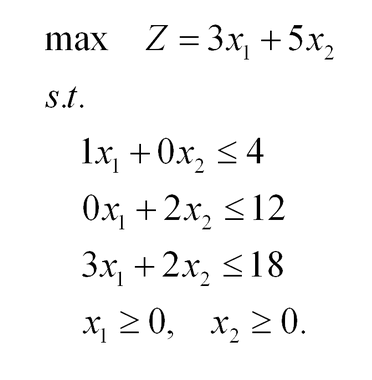 max Z = 3x₁ + 5x₂
s.t.
1x₁ + 0x₂ ≤ 4
0x₁ + 2x₂ ≤ 12
3x₁ + 2x₂ ≤ 18
x₁ ≥ 0, x₂ ≥ 0.